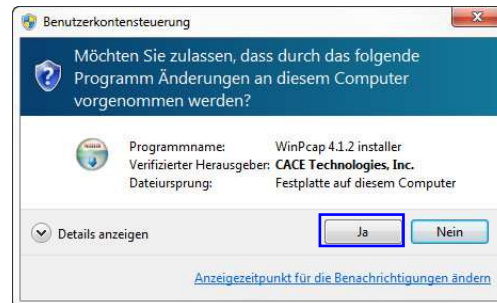 Benutzerkontensteuerung
Möchten Sie zulassen, dass durch das folgende
Programm Änderungen an diesem Computer
vorgenommen werden?
Programmname: WinPcap 4.1.2 installer
Verifizierter Herausgeber: CACE Technologies, Inc.
Dateiursprung: Festplatte auf diesem Computer
Details anzeigen Ja Nein
Anzeigezeitpunkt für die Benachrichtigungen ändern